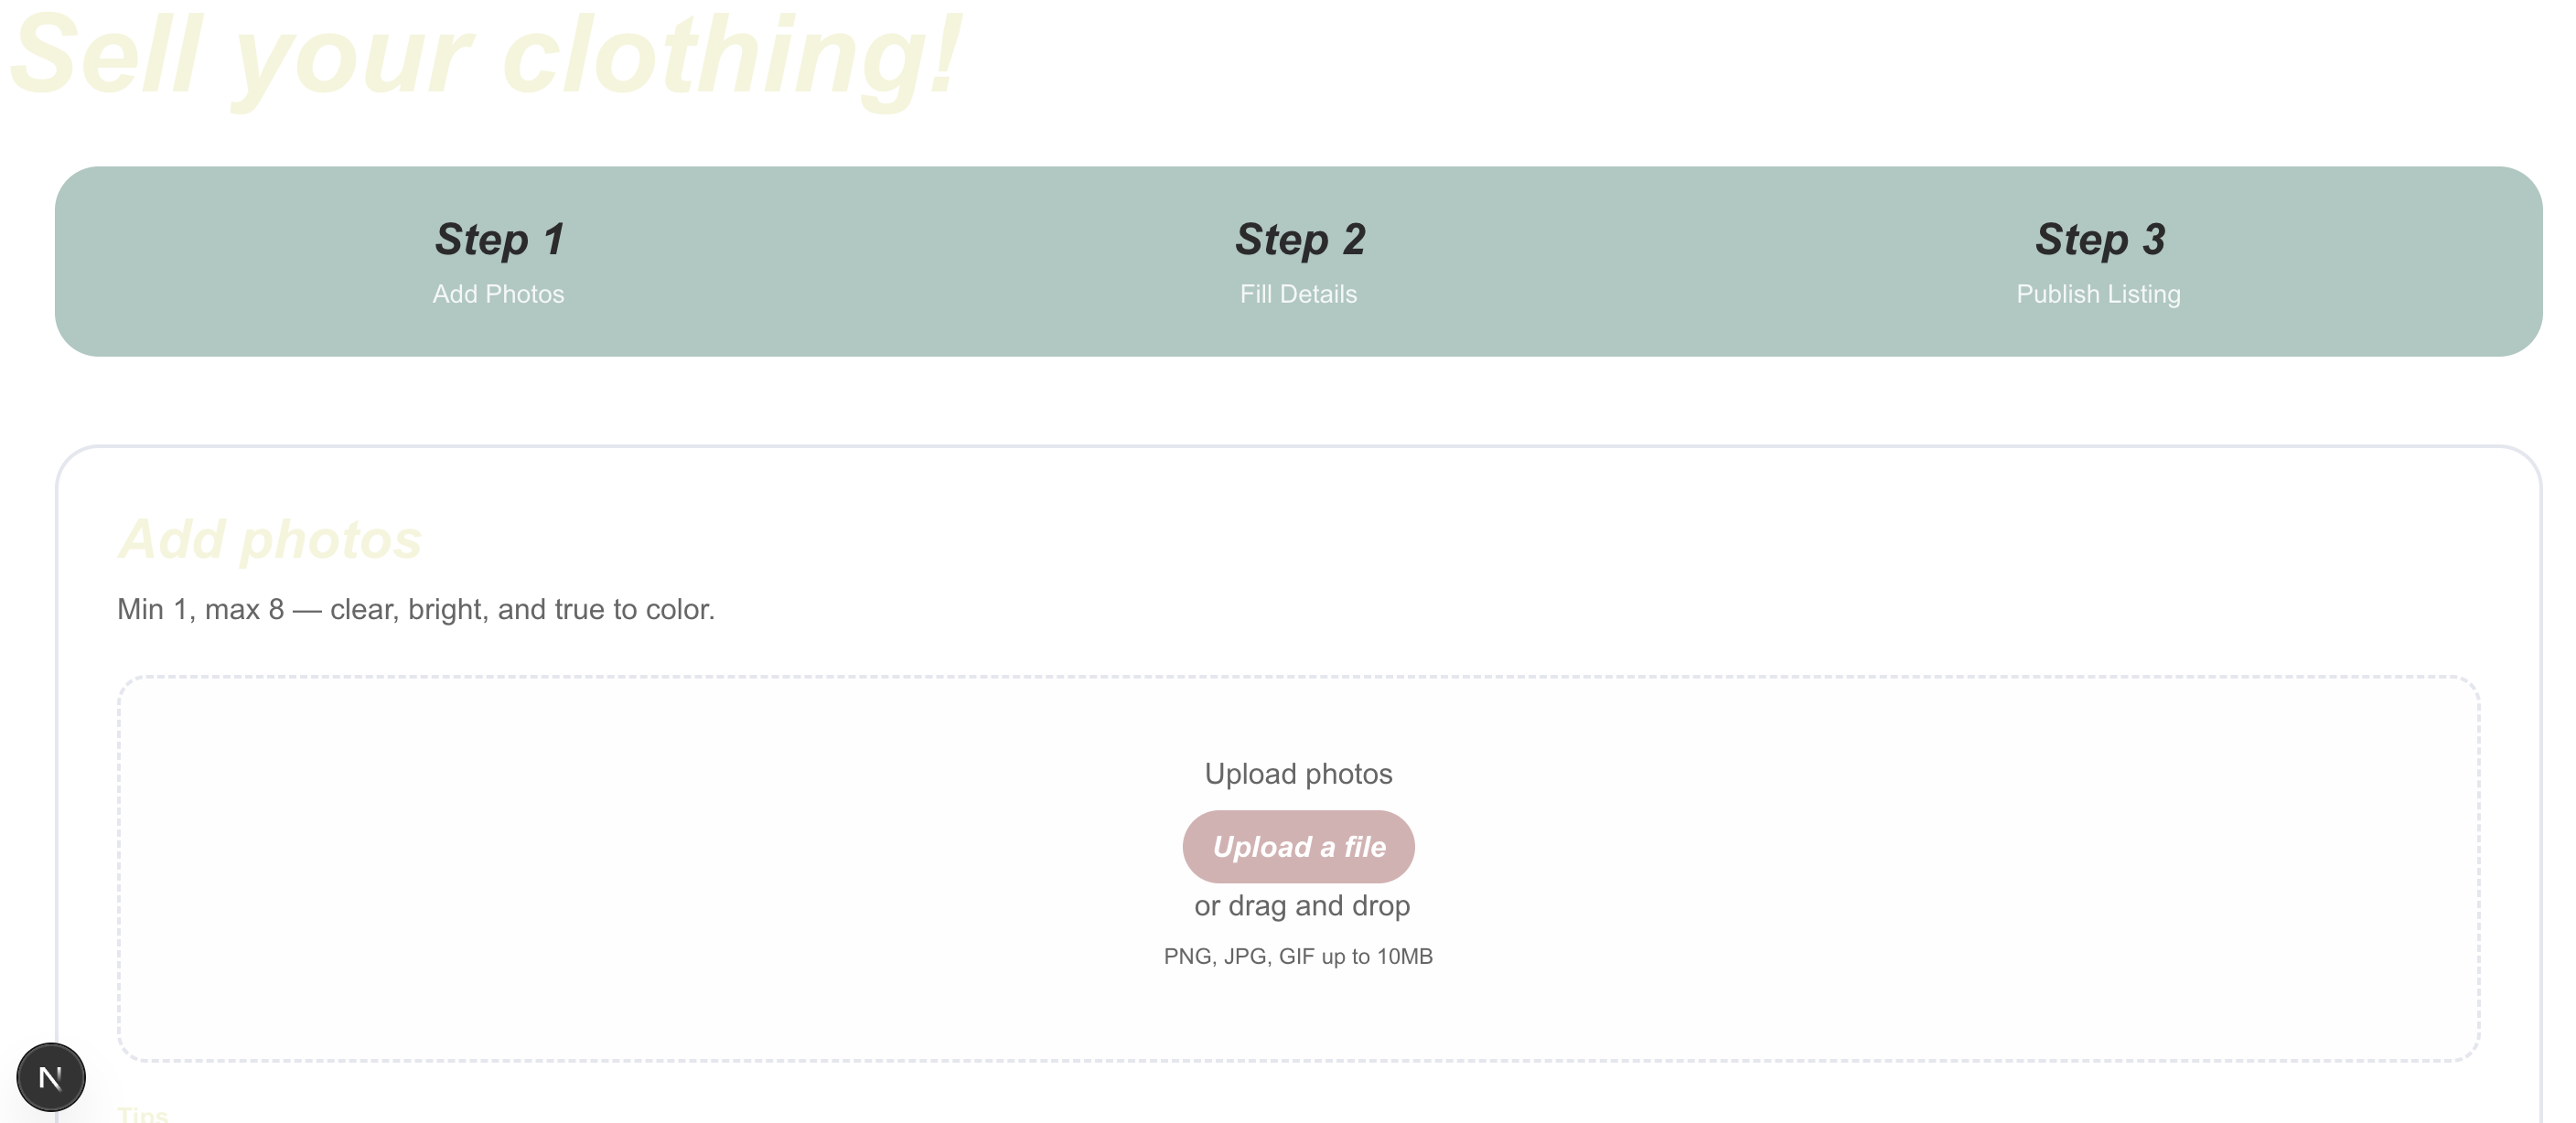 Sell your clothing!
Step 1
Add Photos
Step 2
Fill Details
Step 3
Publish Listing
Add photos
Min 1, max 8 — clear, bright, and true to color.
Upload photos
Upload a file
or drag and drop
PNG, JPG, GIF up to 10MB
N
Tips